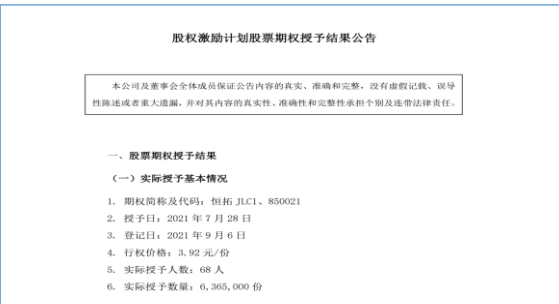 股权激励计划股票期权授予结果公告
本公司及董事会全体成员保证公告内容的真实、准确和完整，没有虚假记载、误导
性陈述或者重大遗漏，并对其内容的真实性、准确性和完整性承担个别及连带法律责任。
一、股票期权授予结果
（一）实际授予基本情况
1. 期权简称及代码：恒拓 JLC1、850021
2. 授予日：2021 年 7 月 28 日
3. 登记日：2021 年 9 月 6 日
4. 行权价格：3.92 元/份
5. 实际授予人数：68 人
6. 实际授予数量：6,365,000 份